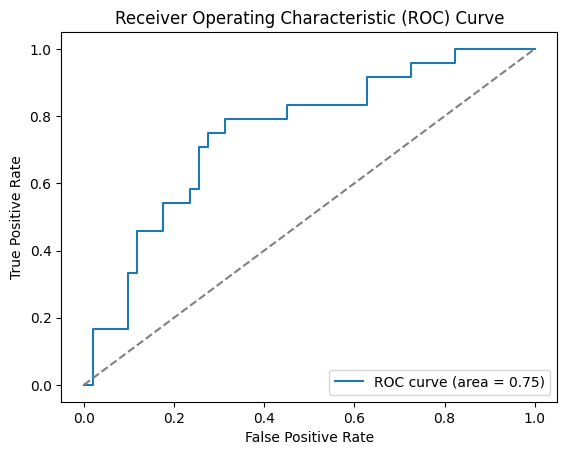 Receiver Operating Characteristic (ROC) Curve
1.0
0.8
0.6
0.4
0.2
0.0
True Positive Rate
ROC curve (area = 0.75)
0.0 0.2 0.4 0.6 0.8 1.0
False Positive Rate